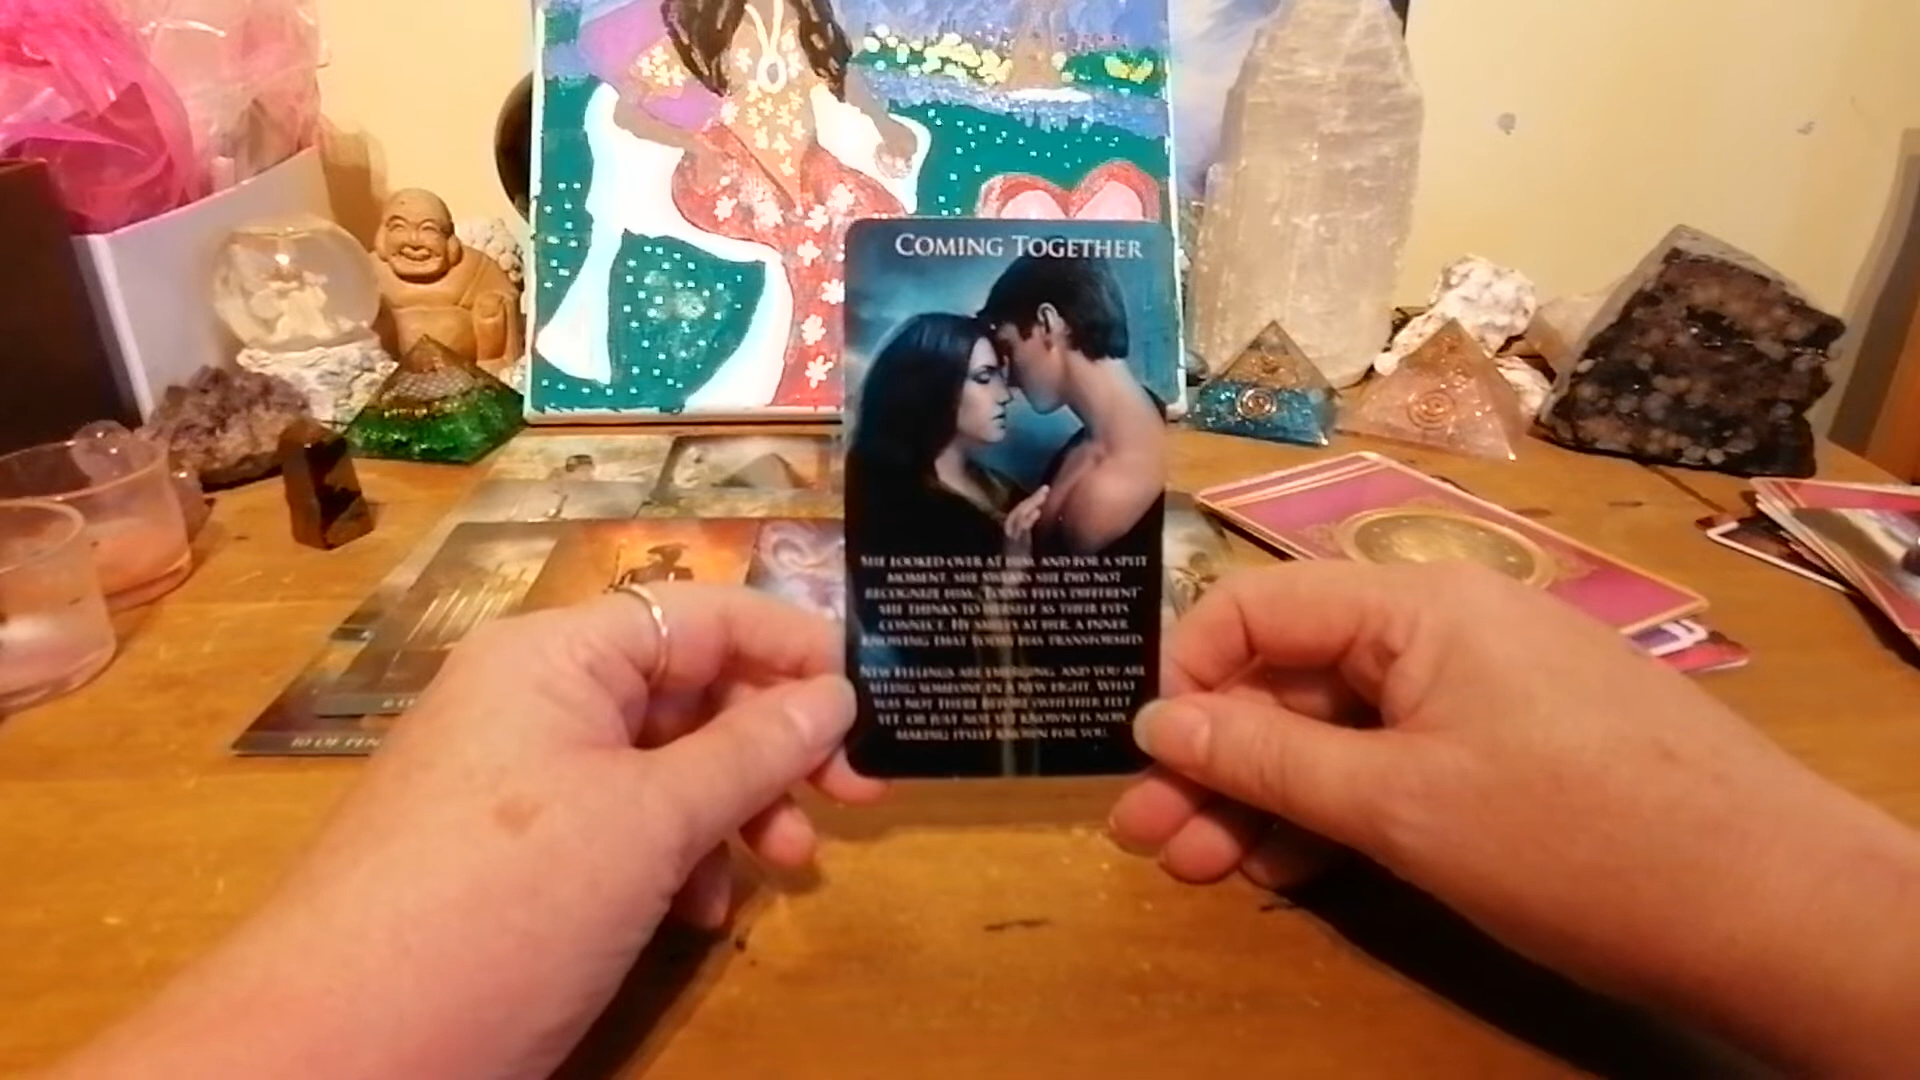 COMING TOGETHER
SHE LOOKED OVER AT HIM, AND FOR A SPLIT
MOMENT, SHE SWEARS SHE DID NOT
RECOGNIZE HIM. "TODAY FEELS DIFFERENT"
SHE THINKS TO HERSELF AS THEIR EYES
CONNECT. HE SMILES AT HER, A INNER
KNOWING THAT TODAY HAS TRANSFORMED
NEW FEELINGS ARE EMERGING, AND YOU ARE
SEEING SOMEONE IN A NEW LIGHT. WHAT
WAS NOT THERE BEFORE (WHETHER FELT
YET, OR JUST NOT YET KNOWN) IS NOW
MAKING ITSELF KNOWN FOR YOU.
10 OF